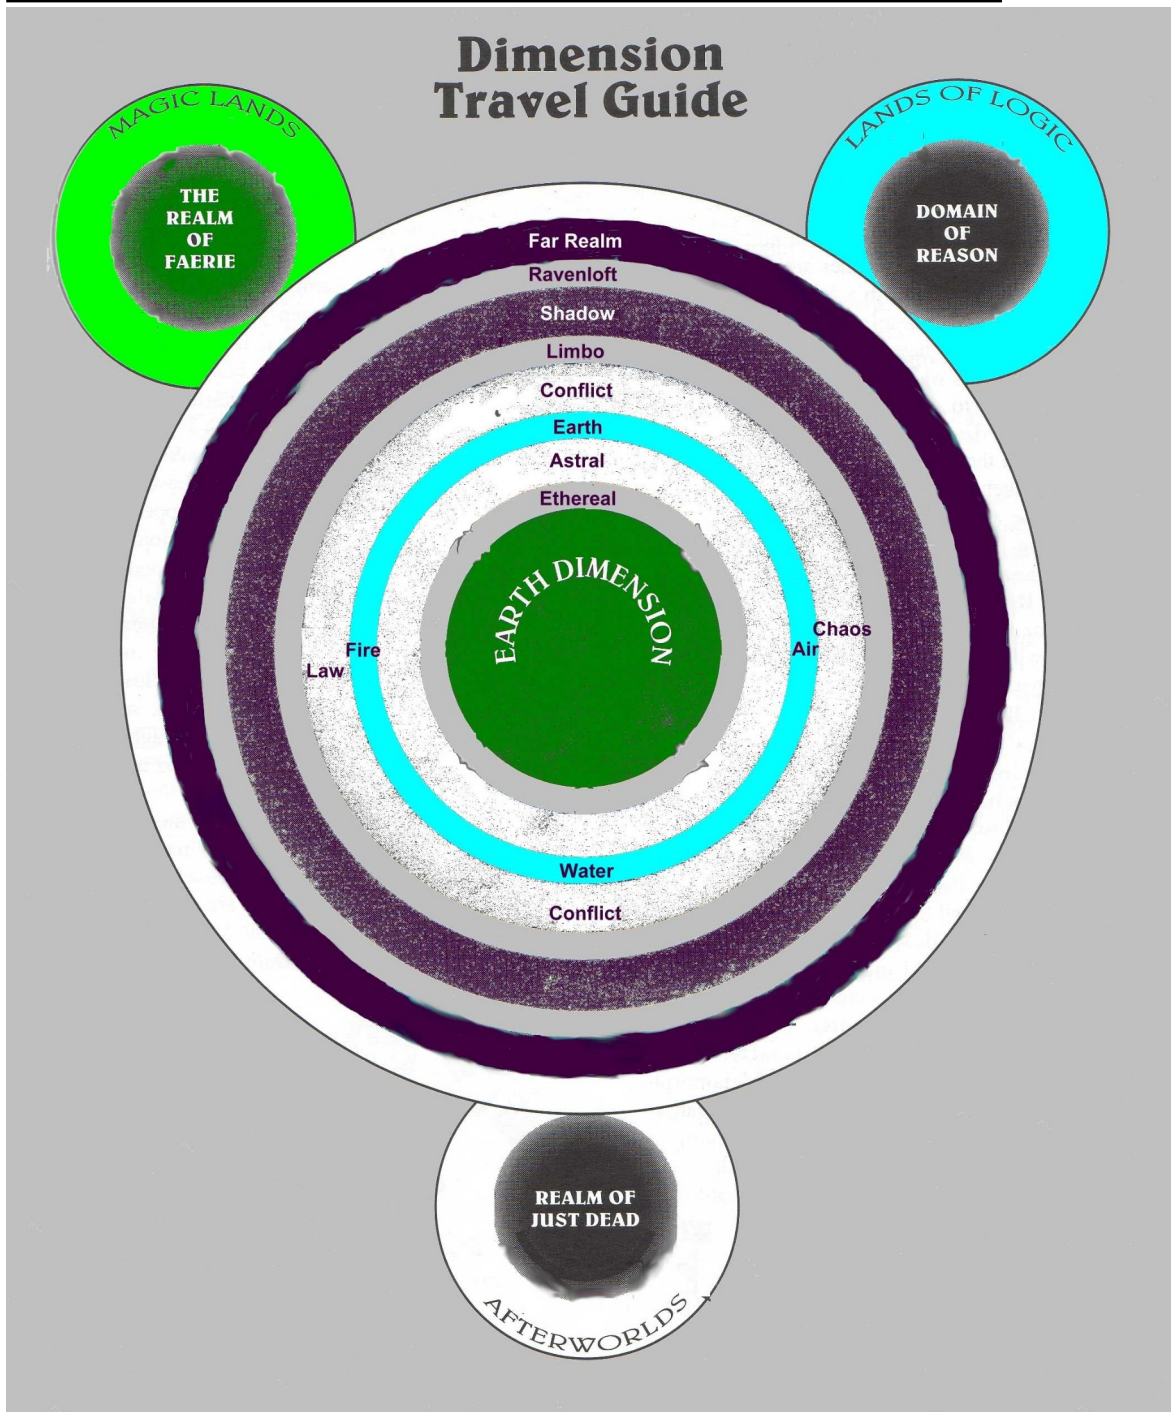 Dimension
Travel Guide
MAGIC LANDS
THE
REALM
OF
FAERIE
LANDS OF LOGIC
DOMAIN
OF
REASON
Far Realm
Ravenloft
Shadow
Limbo
Conflict
Earth
Astral
Ethereal
EARTH DIMENSION
Fire
Law
Chaos
Air
Water
Conflict
REALM OF
JUST DEAD
AFTERWORLDS